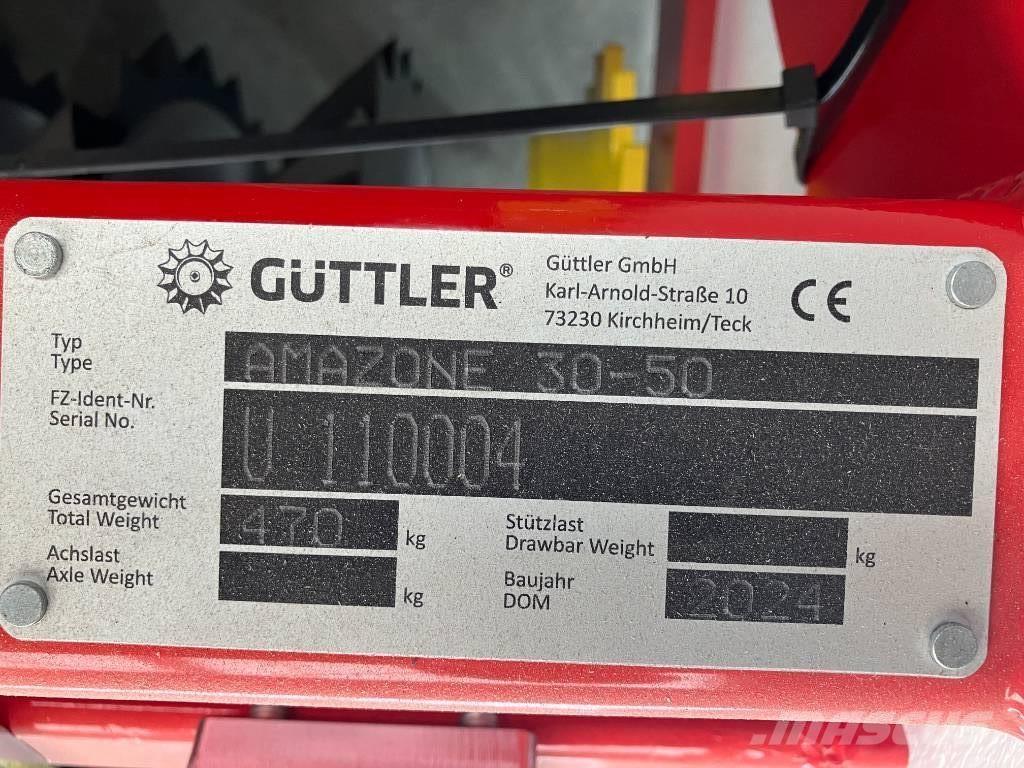 GÜTTLER®
Güttler GmbH
Karl-Arnold-Straße 10
73230 Kirchheim/Teck
CE
Typ
Type
AMAZONE 30-50
FZ-Ident-Nr.
Serial No.
U 110004
Gesamtgewicht
Total Weight
470
kg
Stützlast
Drawbar Weight
kg
Achslast
Axle Weight
kg
Baujahr
DOM
2024
MASCUS